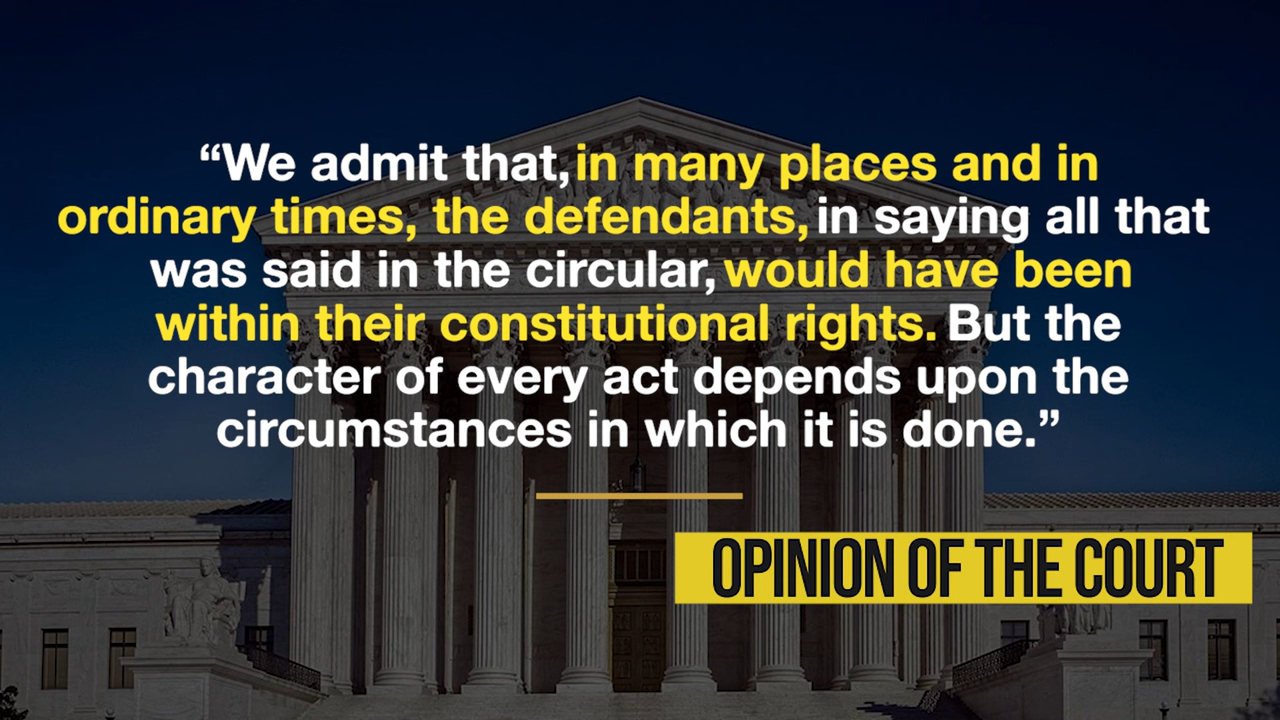 “We admit that, in many places and in
ordinary times, the defendants, in saying all that
was said in the circular, would have been
within their constitutional rights. But the
character of every act depends upon the
circumstances in which it is done.”
OPINION OF THE COURT